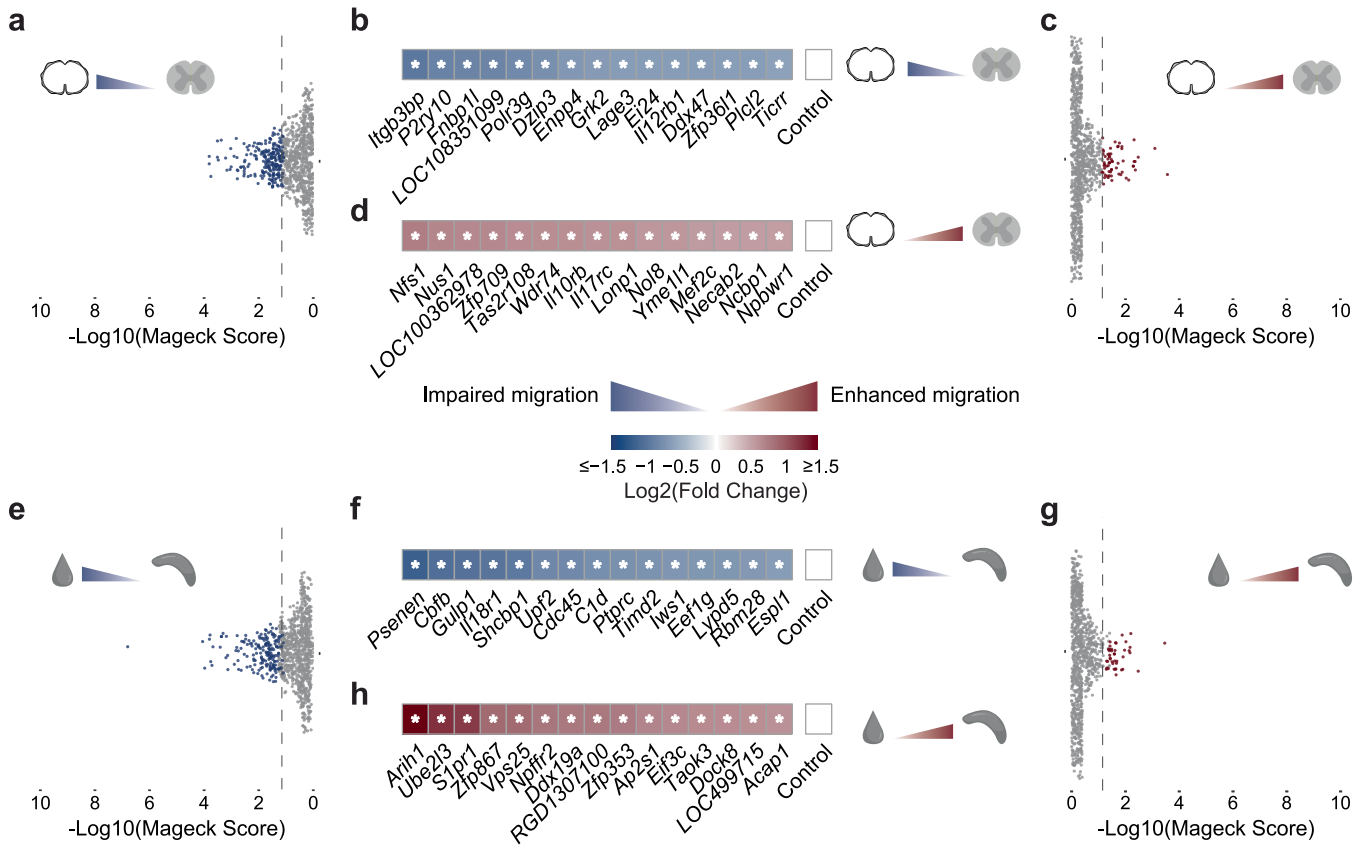 a
10 8 6 4 2 0
-Log10(Mageck Score)
b
* * * * * * * * * * * * * * *
Itgb3bp
P2ry10
Fnbp1l
LOC108351099
Polr3g
Dzip3
Enpp4
Grk2
Lage3
Ei24
Il12rb1
Ddx47
Zfp36l1
Plcl2
Ticrr
Control
c
0 2 4 6 8 10
-Log10(Mageck Score)
d
* * * * * * * * * * * * * * *
Nfs1
Nus1
LOC100362978
Zfp709
Tas2r108
Wdr74
Il10rb
Il17rc
Lonp1
Nol8
Yme1l1
Mef2c
Necab2
Ncbp1
Npbwr1
Control
Impaired migration
Enhanced migration
≤−1.5 −1 −0.5 0 0.5 1 ≥1.5
Log2(Fold Change)
e
10 8 6 4 2 0
-Log10(Mageck Score)
f
* * * * * * * * * * * * * * *
Psenen
Cbfb
Gulp1
Il18r1
Shcbp1
Upf2
Cdc45
C1d
Ptprc
Timd2
Iws1
Eef1g
Lypd5
Rbm28
Espl1
Control
g
0 2 4 6 8 10
-Log10(Mageck Score)
h
* * * * * * * * * * * * * * *
Arih1
Ube2l3
S1pr1
Zfp867
Vps25
Npffr2
Ddx19a
RGD1307100
Zfp353
Ap2s1
Eif3c
Taok3
Dock8
LOC499715
Acap1
Control